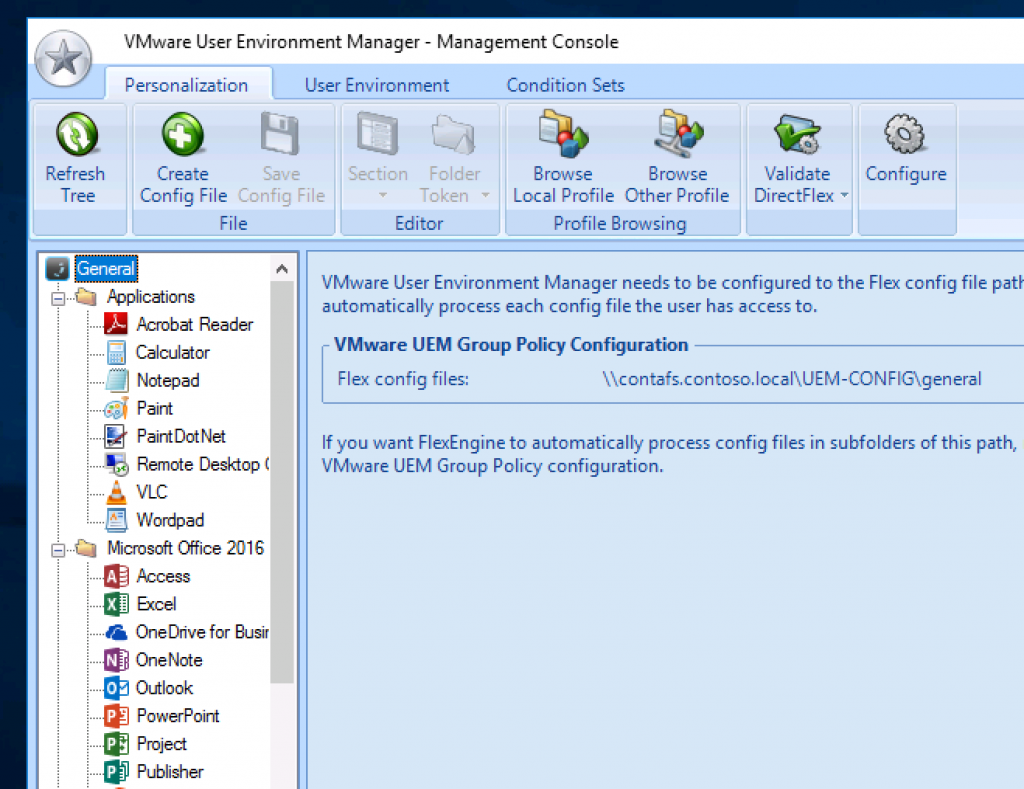 VMware User Environment Manager - Management Console
Personalization
User Environment
Condition Sets
Refresh
Tree
Create
Config File
Save
Config File
File
Section
Folder
Token
Editor
Browse
Local Profile
Browse
Other Profile
Profile Browsing
Validate
DirectFlex
Configure
General
Applications
Acrobat Reader
Calculator
Notepad
Paint
PaintDotNet
Remote Desktop
VLC
Wordpad
Microsoft Office 2016
Access
Excel
OneDrive for Busin
OneNote
Outlook
PowerPoint
Project
Publisher
VMware User Environment Manager needs to be configured to the Flex config file path
automatically process each config file the user has access to.
VMware UEM Group Policy Configuration
Flex config files: \\contafs.contoso.local\UEM-CONFIG\general
If you want FlexEngine to automatically process config files in subfolders of this path,
VMware UEM Group Policy configuration.